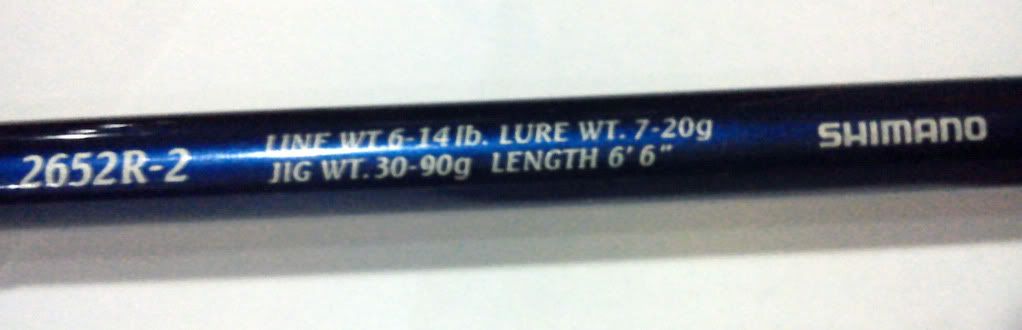 2652R-2
LINE WT. 6-14 lb. LURE WT. 7-20g
JIG WT. 30-90g LENGTH 6' 6"
SHIMANO